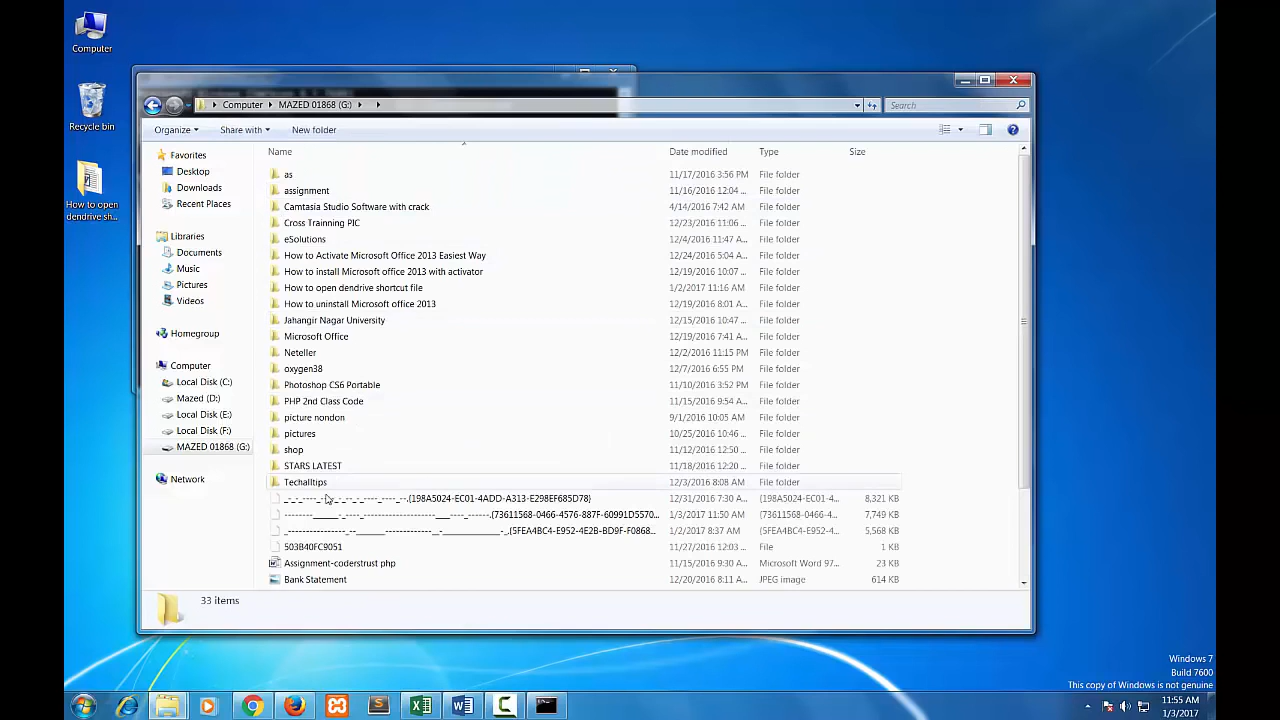 Computer
Recycle bin
How to open
dendrive sh...
Computer
MAZED 01868 (G:)
Search
Organize
Share with
New folder
Name
Date modified
Type
Size
Favorites
Desktop
Downloads
Recent Places
Libraries
Documents
Music
Pictures
Videos
Homegroup
Computer
Local Disk (C:)
Mazed (D:)
Local Disk (E:)
Local Disk (F:)
MAZED 01868 (G:)
Network
as 11/17/2016 3:56 PM File folder
assignment 11/16/2016 12:04 ... File folder
Camtasia Studio Software with crack 4/14/2016 7:42 AM File folder
Cross Trainning PIC 12/23/2016 11:06 ... File folder
eSolutions 12/4/2016 11:47 A... File folder
How to Activate Microsoft Office 2013 Easiest Way 12/24/2016 5:04 A... File folder
How to install Microsoft office 2013 with activator 12/19/2016 10:07 ... File folder
How to open dendrive shortcut file 1/2/2017 11:16 AM File folder
How to uninstall Microsoft office 2013 12/19/2016 8:01 A... File folder
Jahangir Nagar University 12/15/2016 10:47 ... File folder
Microsoft Office 12/19/2016 7:41 A... File folder
Neteller 12/2/2016 11:15 PM File folder
oxygen38 12/7/2016 6:55 PM File folder
Photoshop CS6 Portable 11/10/2016 3:52 PM File folder
PHP 2nd Class Code 11/15/2016 9:54 A... File folder
picture nondon 9/1/2016 10:05 AM File folder
pictures 10/25/2016 10:46 ... File folder
shop 11/12/2016 12:50 ... File folder
STARS LATEST 11/18/2016 12:20 ... File folder
Techalltips 12/3/2016 8:08 AM File folder
{198A5024-EC01-4ADD-A313-E298EF685D78} 12/31/2016 7:30 A... {198A5024-EC01-4... 8,321 KB
{73611568-0466-4576-887F-60991D5570... 1/3/2017 11:50 AM {73611568-0466-4... 7,749 KB
{5FEA4BC4-E952-4E2B-BD9F-F0868... 1/2/2017 8:37 AM {5FEA4BC4-E952-4... 5,568 KB
503B40FC9051 11/27/2016 12:03 ... File 1 KB
Assignment-coderstrust php 11/15/2016 9:30 A... Microsoft Word 97... 23 KB
Bank Statement 12/20/2016 8:11 A... JPEG image 614 KB
33 items
Windows 7
Build 7600
This copy of Windows is not genuine
11:55 AM
1/3/2017